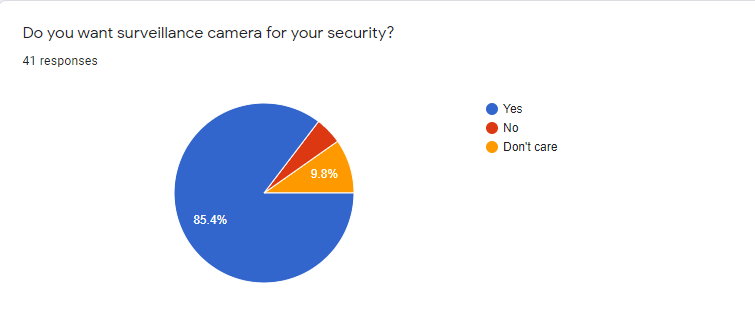 Do you want surveillance camera for your security?
41 responses
Yes
No
Don't care
9.8%
85.4%